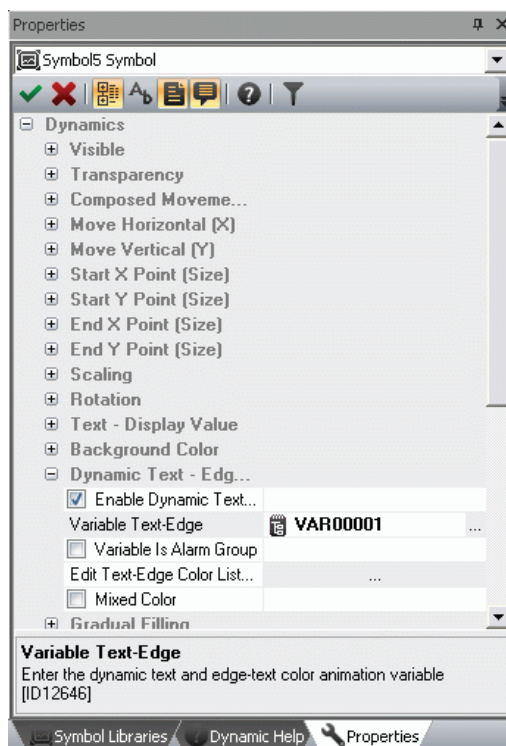 Properties
Symbol5 Symbol
Ab
Dynamics
Visible
Transparency
Composed Moveme...
Move Horizontal (X)
Move Vertical (Y)
Start X Point (Size)
Start Y Point (Size)
End X Point (Size)
End Y Point (Size)
Scaling
Rotation
Text - Display Value
Background Color
Dynamic Text - Edg...
Enable Dynamic Text...
Variable Text-Edge VAR00001 ...
Variable Is Alarm Group
Edit Text-Edge Color List... ...
Mixed Color
Gradual Filling
Variable Text-Edge
Enter the dynamic text and edge-text color animation variable
[ID12646]
Symbol Libraries Dynamic Help Properties